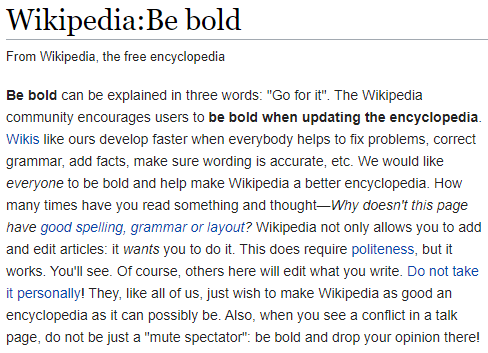 Wikipedia:Be bold
From Wikipedia, the free encyclopedia
Be bold can be explained in three words: "Go for it". The Wikipedia
community encourages users to be bold when updating the encyclopedia.
Wikis like ours develop faster when everybody helps to fix problems, correct
grammar, add facts, make sure wording is accurate, etc. We would like
everyone to be bold and help make Wikipedia a better encyclopedia. How
many times have you read something and thought—Why doesn't this page
have good spelling, grammar or layout? Wikipedia not only allows you to add
and edit articles: it wants you to do it. This does require politeness, but it
works. You'll see. Of course, others here will edit what you write. Do not take
it personally! They, like all of us, just wish to make Wikipedia as good an
encyclopedia as it can possibly be. Also, when you see a conflict in a talk
page, do not be just a "mute spectator": be bold and drop your opinion there!